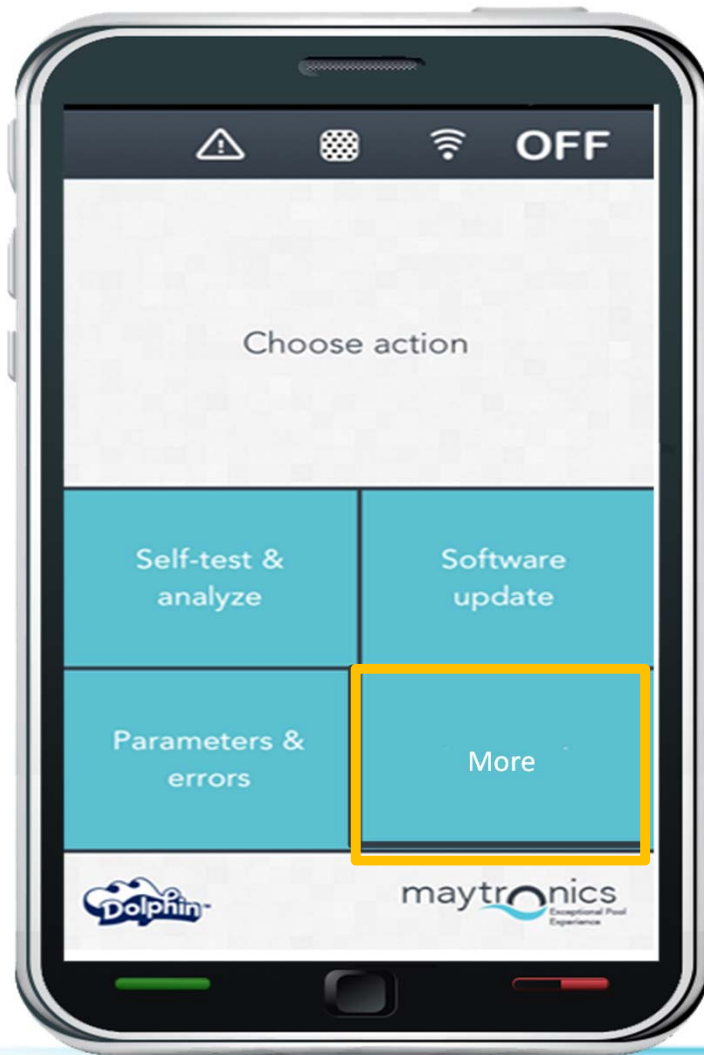 OFF
Choose action
Self-test &
analyze
Software
update
Parameters &
errors
More
Dolphin
maytronics
Exceptional Pool
Experience